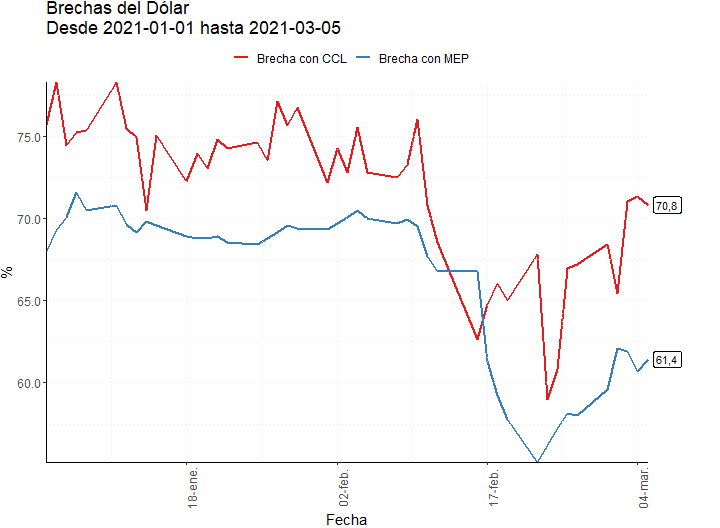 Brechas del Dólar
Desde 2021-01-01 hasta 2021-03-05
Brecha con CCL
Brecha con MEP
%
75.0
70.0
65.0
60.0
70,8
61,4
18-ene.
02-feb.
17-feb.
04-mar.
Fecha